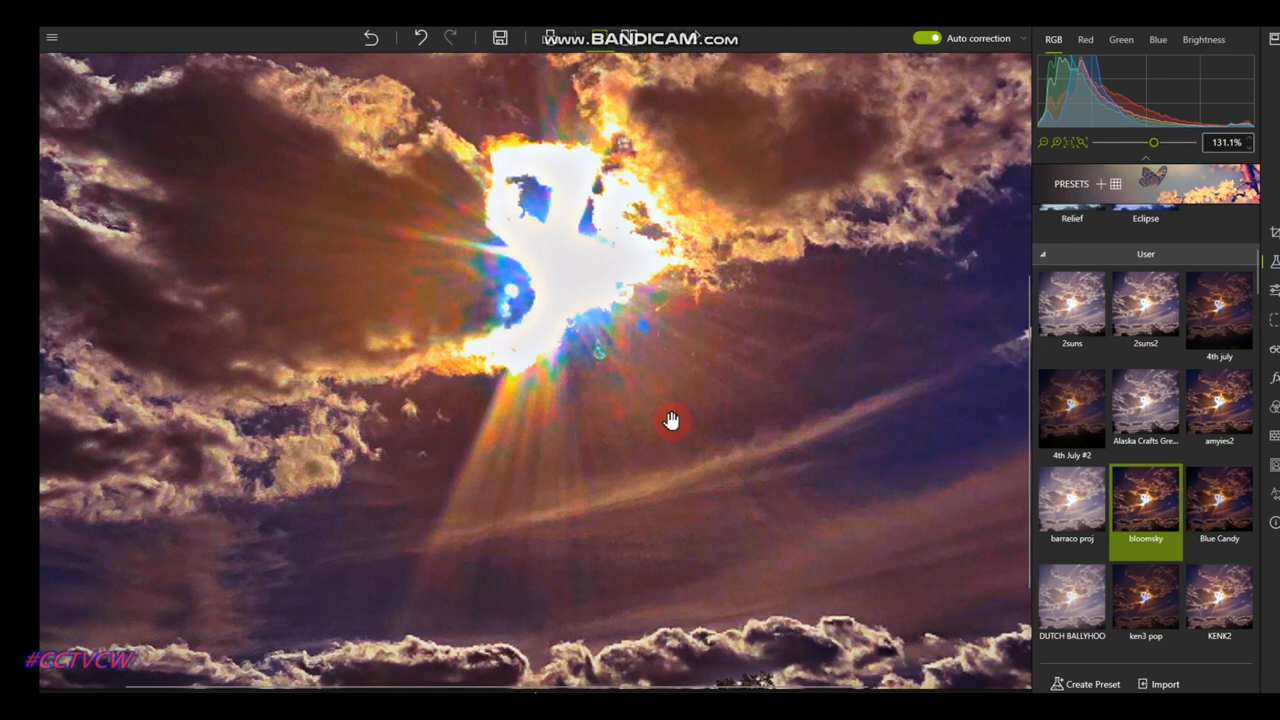 www.BANDICAM.com
Auto correction
RGB Red Green Blue Brightness
131.1%
PRESETS
Relief Eclipse
User
2suns 2suns2 4th july
4th July #2 Alaska Crafts Gre... amyies2
barraco proj bloomsky Blue Candy
DUTCH BALLYHOO ken3 pop KENK2
Create Preset Import
#CCTVCW